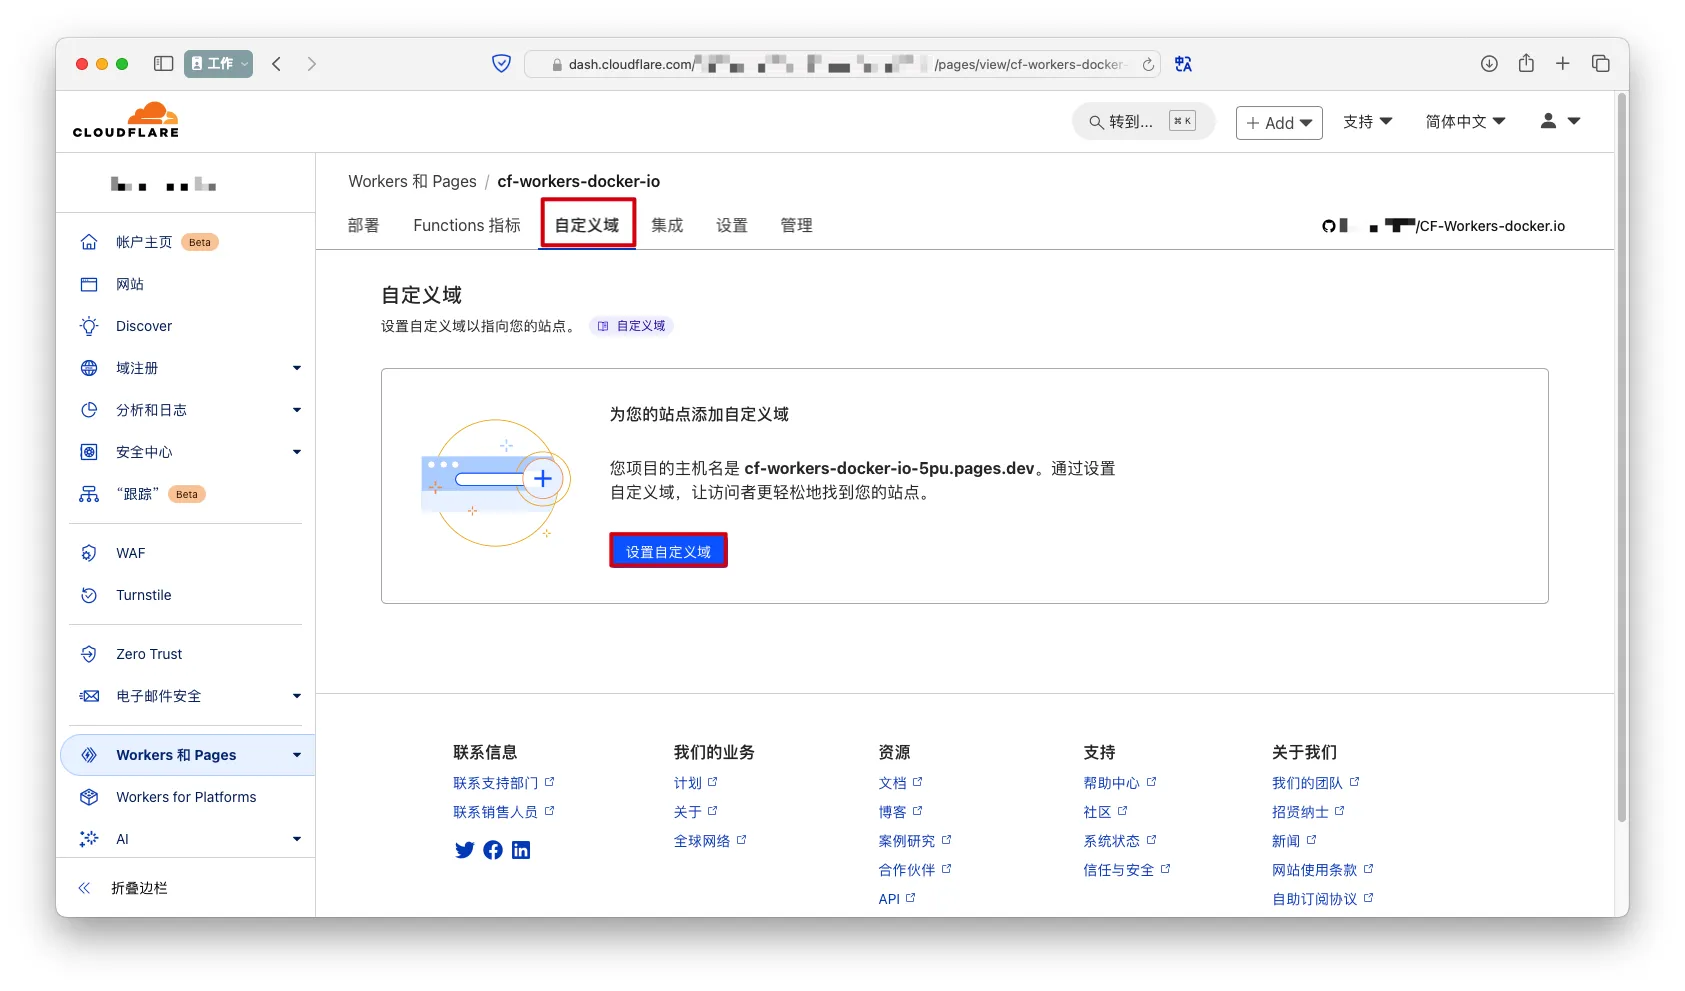 工作
dash.cloudflare.com/
/pages/view/cf-workers-docker-
CLOUDFLARE
转到...
⌘ K
+ Add
支持
简体中文
Workers 和 Pages / cf-workers-docker-io
部署
Functions 指标
自定义域
集成
设置
管理
/CF-Workers-docker.io
帐户主页 Beta
网站
Discover
域注册
分析和日志
安全中心
“跟踪” Beta
WAF
Turnstile
Zero Trust
电子邮件安全
Workers 和 Pages
Workers for Platforms
AI
折叠边栏
自定义域
设置自定义域以指向您的站点。 自定义域
为您的站点添加自定义域
您项目的主机名是 cf-workers-docker-io-5pu.pages.dev。通过设置
自定义域，让访问者更轻松地找到您的站点。
设置自定义域
联系信息
联系支持部门
联系销售人员
我们的业务
计划
关于
全球网络
资源
文档
博客
案例研究
合作伙伴
API
支持
帮助中心
社区
系统状态
信任与安全
关于我们
我们的团队
招贤纳士
新闻
网站使用条款
自助订阅协议